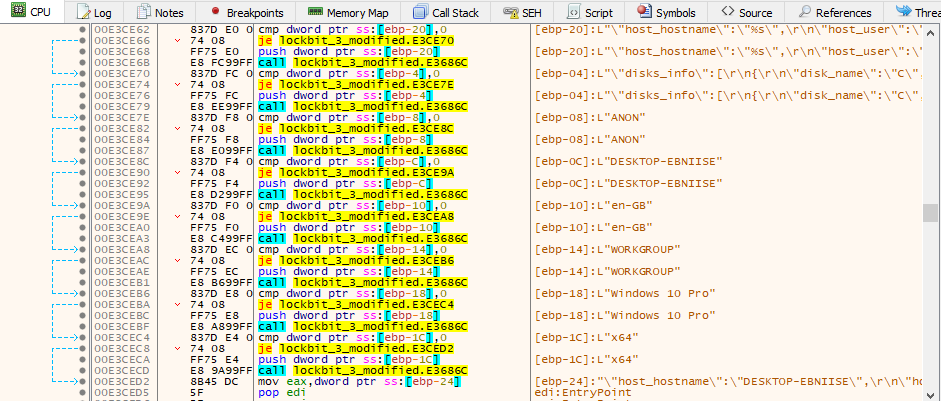 CPU Log Notes Breakpoints Memory Map Call Stack SEH Script Symbols Source References Threa
00E3CE62 837D E0 0 cmp dword ptr ss:[ebp-20],0 [ebp-20]:L"\"host_hostname\":\"%s\",\r\n\"host_user\":\"
00E3CE66 74 08 je lockbit_3_modified.E3CE70
00E3CE68 FF75 E0 push dword ptr ss:[ebp-20] [ebp-20]:L"\"host_hostname\":\"%s\",\r\n\"host_user\":\"
00E3CE6B E8 FC99FF call lockbit_3_modified.E3686C
00E3CE70 837D FC 0 cmp dword ptr ss:[ebp-4],0 [ebp-04]:L"\"disks_info\":[\r\n{\r\n\"disk_name\":\"C\",
00E3CE74 74 08 je lockbit_3_modified.E3CE7E
00E3CE76 FF75 FC push dword ptr ss:[ebp-4] [ebp-04]:L"\"disks_info\":[\r\n{\r\n\"disk_name\":\"C\",
00E3CE79 E8 EE99FF call lockbit_3_modified.E3686C
00E3CE7E 837D F8 0 cmp dword ptr ss:[ebp-8],0 [ebp-08]:L"ANON"
00E3CE82 74 08 je lockbit_3_modified.E3CE8C
00E3CE84 FF75 F8 push dword ptr ss:[ebp-8] [ebp-08]:L"ANON"
00E3CE87 E8 E099FF call lockbit_3_modified.E3686C
00E3CE8C 837D F4 0 cmp dword ptr ss:[ebp-C],0 [ebp-0C]:L"DESKTOP-EBNIISE"
00E3CE90 74 08 je lockbit_3_modified.E3CE9A
00E3CE92 FF75 F4 push dword ptr ss:[ebp-C] [ebp-0C]:L"DESKTOP-EBNIISE"
00E3CE95 E8 D299FF call lockbit_3_modified.E3686C
00E3CE9A 837D F0 0 cmp dword ptr ss:[ebp-10],0 [ebp-10]:L"en-GB"
00E3CE9E 74 08 je lockbit_3_modified.E3CEA8
00E3CEA0 FF75 F0 push dword ptr ss:[ebp-10] [ebp-10]:L"en-GB"
00E3CEA3 E8 C499FF call lockbit_3_modified.E3686C
00E3CEA8 837D EC 0 cmp dword ptr ss:[ebp-14],0 [ebp-14]:L"WORKGROUP"
00E3CEAC 74 08 je lockbit_3_modified.E3CEB6
00E3CEAE FF75 EC push dword ptr ss:[ebp-14] [ebp-14]:L"WORKGROUP"
00E3CEB1 E8 B699FF call lockbit_3_modified.E3686C
00E3CEB6 837D E8 0 cmp dword ptr ss:[ebp-18],0 [ebp-18]:L"Windows 10 Pro"
00E3CEBA 74 08 je lockbit_3_modified.E3CEC4
00E3CEBC FF75 E8 push dword ptr ss:[ebp-18] [ebp-18]:L"Windows 10 Pro"
00E3CEBF E8 A899FF call lockbit_3_modified.E3686C
00E3CEC4 837D E4 0 cmp dword ptr ss:[ebp-1C],0 [ebp-1C]:L"x64"
00E3CEC8 74 08 je lockbit_3_modified.E3CED2
00E3CECA FF75 E4 push dword ptr ss:[ebp-1C] [ebp-1C]:L"x64"
00E3CECD E8 9A99FF call lockbit_3_modified.E3686C
00E3CED2 8B45 DC mov eax,dword ptr ss:[ebp-24] [ebp-24]:"\"host_hostname\":\"DESKTOP-EBNIISE\",\r\n\"ho
00E3CED5 5F pop edi edi:EntryPoint